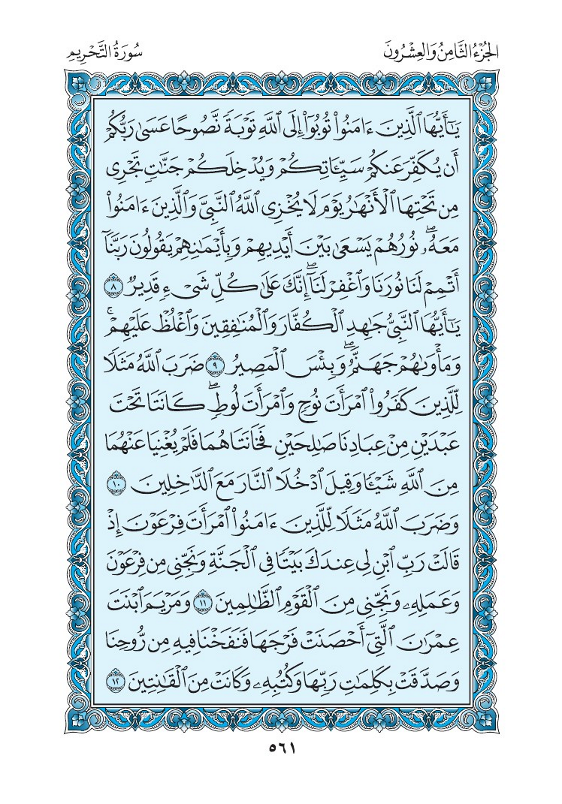 الجُزْءُ الثَّامِنُ وَالعِشْرُونَ
سُورَةُ التَّحْرِيمِ
يَٰٓأَيُّهَا ٱلَّذِينَ ءَامَنُوا۟ تُوبُوٓا۟ إِلَى ٱللَّهِ تَوْبَةً نَّصُوحًا عَسَىٰ رَبُّكُمْ
أَن يُكَفِّرَ عَنكُمْ سَيِّـَٔاتِكُمْ وَيُدْخِلَكُمْ جَنَّٰتٍ تَجْرِى
مِن تَحْتِهَا ٱلْأَنْهَٰرُ يَوْمَ لَا يُخْزِى ٱللَّهُ ٱلنَّبِىَّ وَٱلَّذِينَ ءَامَنُوا۟
مَعَهُۥۖ نُورُهُمْ يَسْعَىٰ بَيْنَ أَيْدِيهِمْ وَبِأَيْمَٰنِهِمْ يَقُولُونَ رَبَّنَآ
أَتْمِمْ لَنَا نُورَنَا وَٱغْفِرْ لَنَآۖ إِنَّكَ عَلَىٰ كُلِّ شَىْءٍ قَدِيرٌ ٨
يَٰٓأَيُّهَا ٱلنَّبِىُّ جَٰهِدِ ٱلْكُفَّارَ وَٱلْمُنَٰفِقِينَ وَٱغْلُظْ عَلَيْهِمْۚ
وَمَأْوَىٰهُمْ جَهَنَّمُۖ وَبِئْسَ ٱلْمَصِيرُ ٩ ضَرَبَ ٱللَّهُ مَثَلًا
لِّلَّذِينَ كَفَرُوا۟ ٱمْرَأَتَ نُوحٍ وَٱمْرَأَتَ لُوطٍۖ كَانَتَا تَحْتَ
عَبْدَيْنِ مِنْ عِبَادِنَا صَٰلِحَيْنِ فَخَانَتَاهُمَا فَلَمْ يُغْنِيَا عَنْهُمَا
مِنَ ٱللَّهِ شَيْـًٔا وَقِيلَ ٱدْخُلَا ٱلنَّارَ مَعَ ٱلدَّٰخِلِينَ ١٠
وَضَرَبَ ٱللَّهُ مَثَلًا لِّلَّذِينَ ءَامَنُوا۟ ٱمْرَأَتَ فِرْعَوْنَ إِذْ
قَالَتْ رَبِّ ٱبْنِ لِى عِندَكَ بَيْتًا فِى ٱلْجَنَّةِ وَنَجِّنِى مِن فِرْعَوْنَ
وَعَمَلِهِۦ وَنَجِّنِى مِنَ ٱلْقَوْمِ ٱلظَّٰلِمِينَ ١١ وَمَرْيَمَ ٱبْنَتَ
عِمْرَٰنَ ٱلَّتِىٓ أَحْصَنَتْ فَرْجَهَا فَنَفَخْنَا فِيهِ مِن رُّوحِنَا
وَصَدَّقَتْ بِكَلِمَٰتِ رَبِّهَا وَكُتُبِهِۦ وَكَانَتْ مِنَ ٱلْقَٰنِتِينَ ١٢
٥٦١